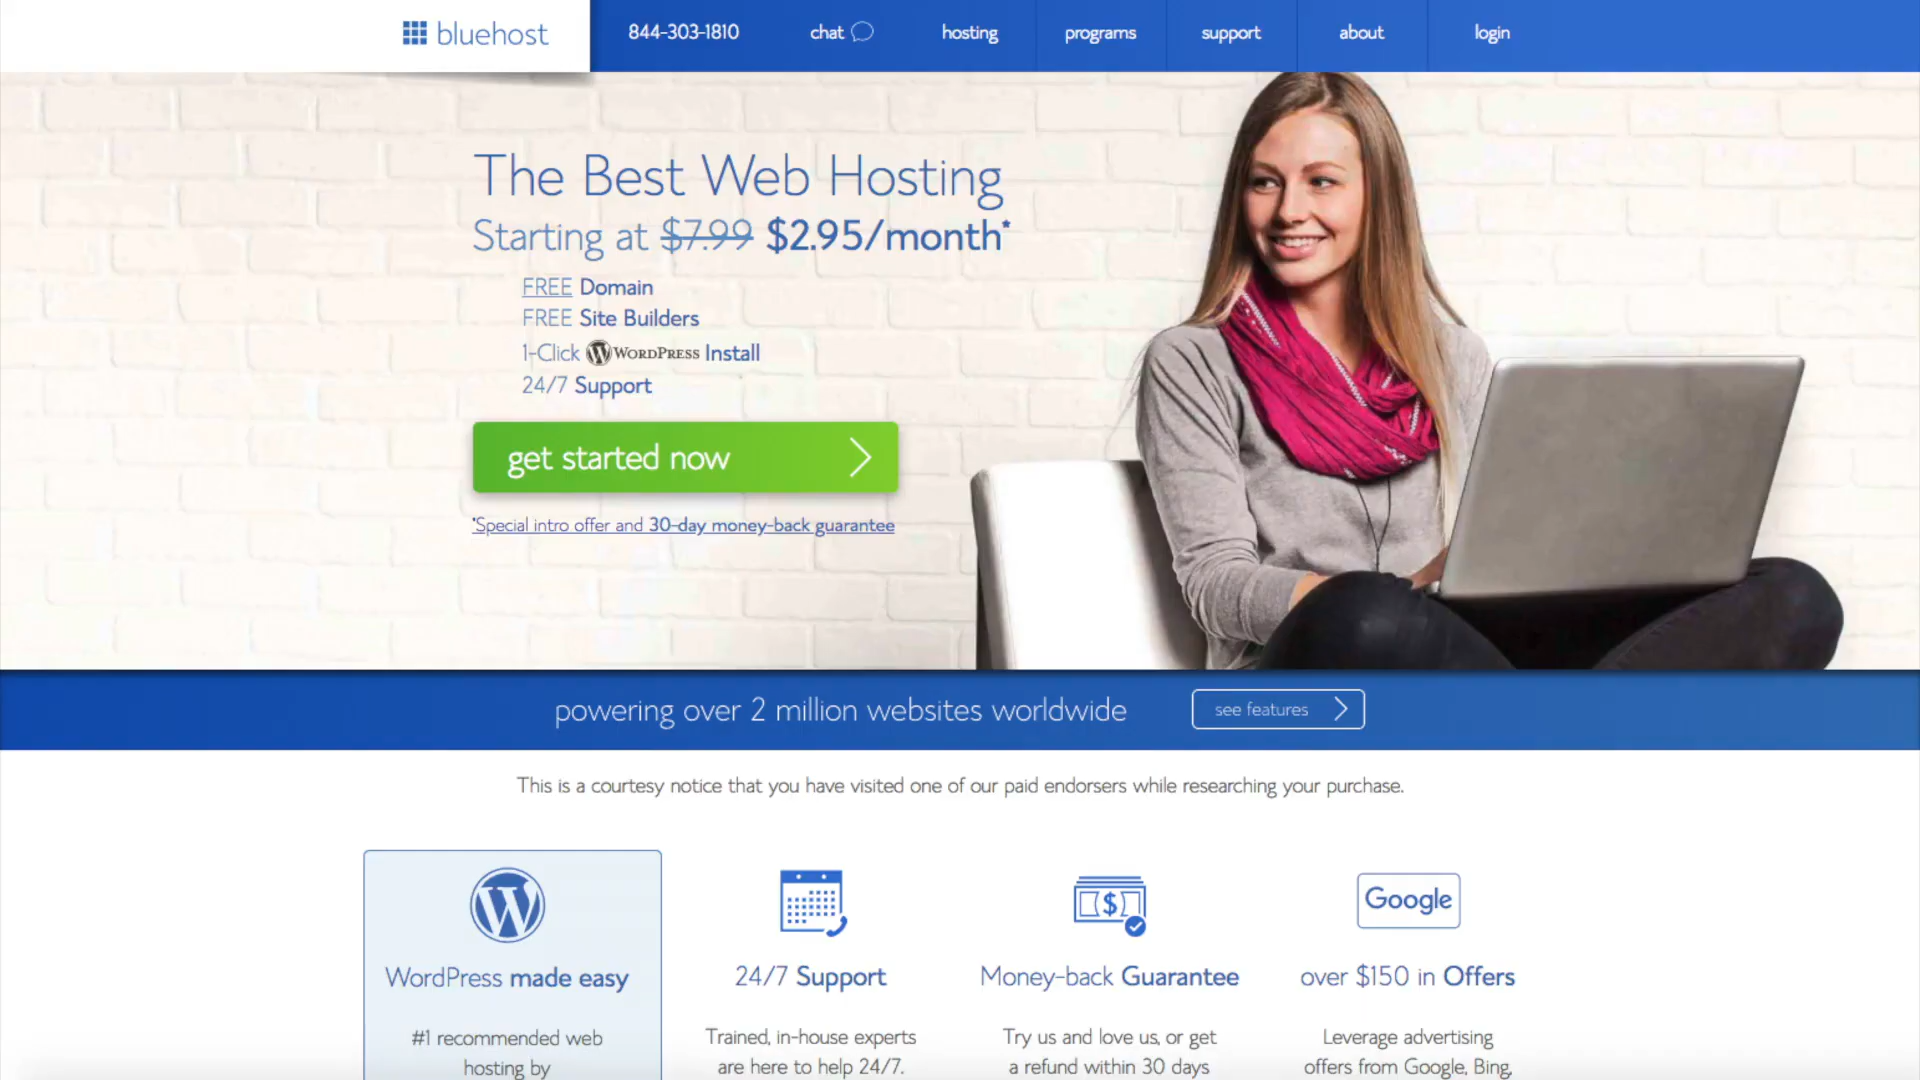 bluehost
844-303-1810
chat
hosting
programs
support
about
login
The Best Web Hosting
Starting at $7.99 $2.95/month*
FREE Domain
FREE Site Builders
1-Click WORDPRESS Install
24/7 Support
get started now
*Special intro offer and 30-day money-back guarantee
powering over 2 million websites worldwide
see features
This is a courtesy notice that you have visited one of our paid endorsers while researching your purchase.
WordPress made easy
#1 recommended web
hosting by
24/7 Support
Trained, in-house experts
are here to help 24/7.
Money-back Guarantee
Try us and love us, or get
a refund within 30 days
Google
over $150 in Offers
Leverage advertising
offers from Google, Bing,